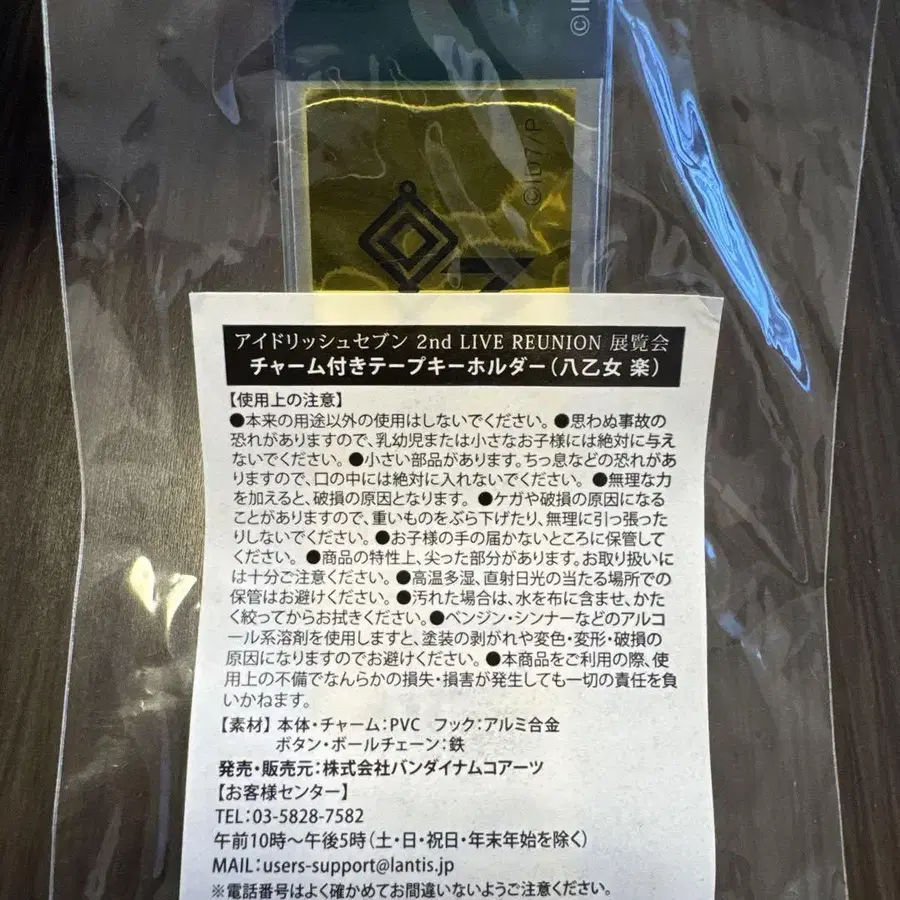 ©I
©ID7/P
アイドリッシュセブン 2nd LIVE REUNION 展覧会
チャーム付きテープキーホルダー（八乙女 楽）
【使用上の注意】
●本来の用途以外の使用はしないでください。●思わぬ事故の
恐れがありますので、乳幼児または小さなお子様には絶対に与え
ないでください。●小さい部品があります。ちっ息などの恐れがあ
りますので、口の中には絶対に入れないでください。●無理な力
を加えると、破損の原因となります。●ケガや破損の原因になる
ことがありますので、重いものをぶら下げたり、無理に引っ張った
りしないでください。●お子様の手の届かないところに保管して
ください。●商品の特性上、尖った部分があります。お取り扱いに
は十分ご注意ください。●高温多湿、直射日光の当たる場所での
保管はお避けください。●汚れた場合は、水を布に含ませ、かた
く絞ってからお拭きください。●ベンジン・シンナーなどのアルコ
ール系溶剤を使用しますと、塗装の剥がれや変色・変形・破損の
原因になりますのでお避けください。●本商品をご利用の際、使
用上の不備でなんらかの損失・損害が発生しても一切の責任を負
いかねます。
【素材】本体・チャーム：PVC フック：アルミ合金
ボタン・ボールチェーン：鉄
発売・販売元：株式会社バンダイナムコアーツ
【お客様センター】
TEL：03-5828-7582
午前10時～午後5時（土・日・祝日・年末年始を除く）
MAIL：users-support@lantis.jp
※電話番号はよく確かめてお間違いないようご注意ください。